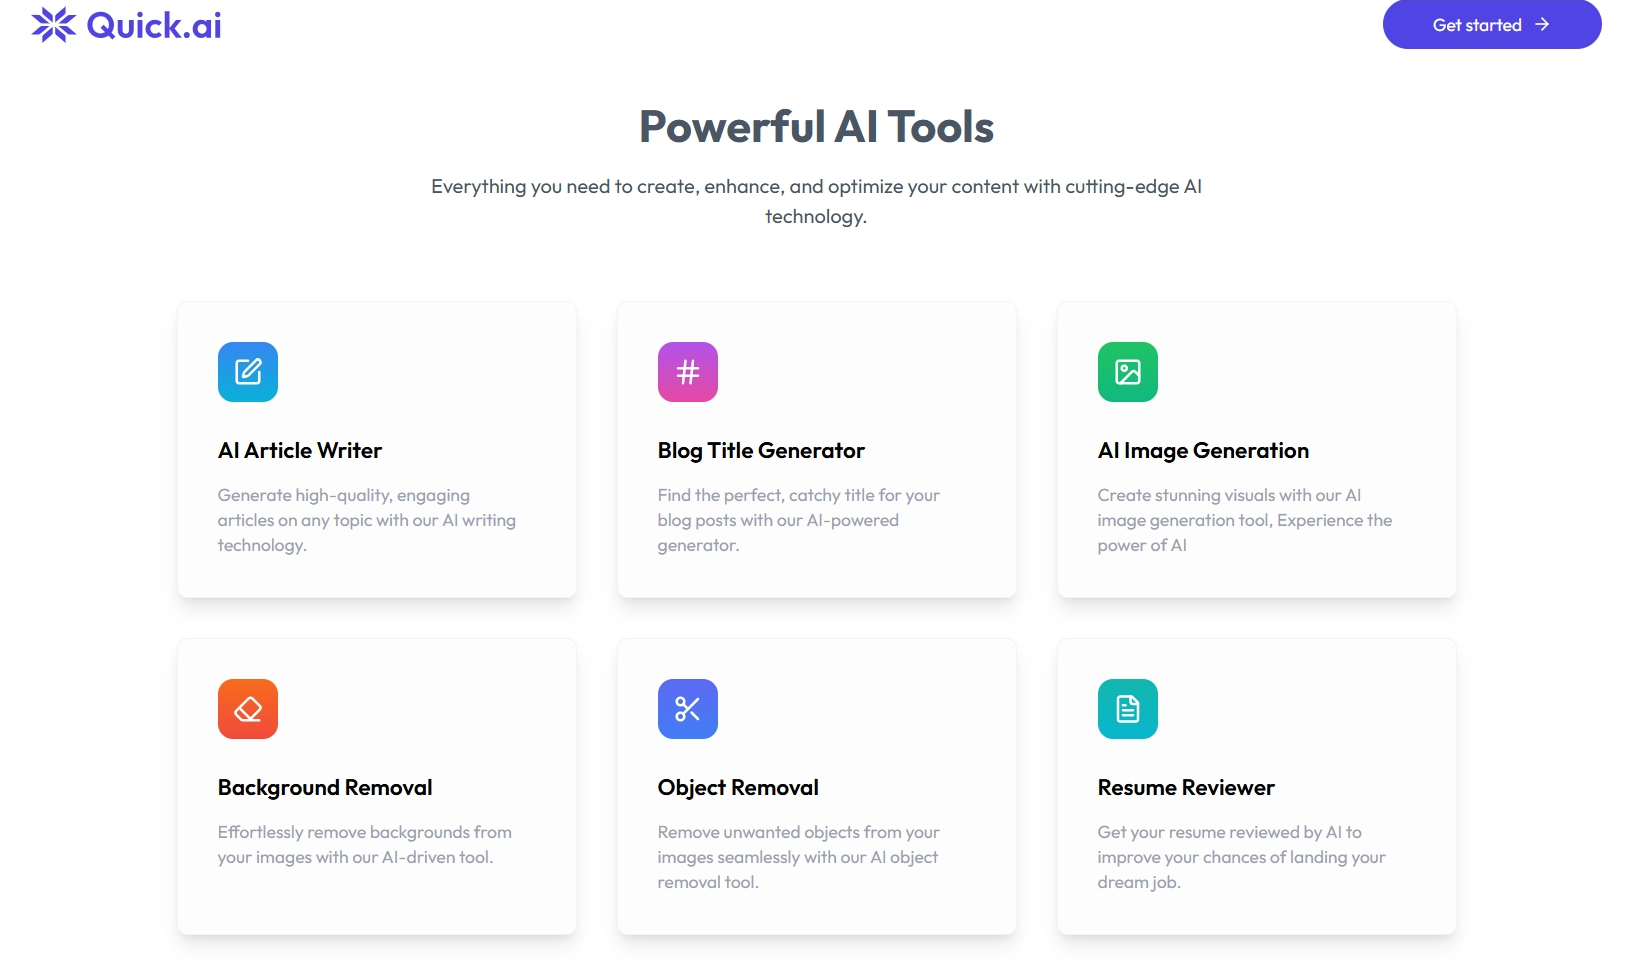 Quick.ai
Get started
Powerful AI Tools
Everything you need to create, enhance, and optimize your content with cutting-edge AI
technology.
AI Article Writer
Generate high-quality, engaging
articles on any topic with our AI writing
technology.
Blog Title Generator
Find the perfect, catchy title for your
blog posts with our AI-powered
generator.
AI Image Generation
Create stunning visuals with our AI
image generation tool, Experience the
power of AI
Background Removal
Effortlessly remove backgrounds from
your images with our AI-driven tool.
Object Removal
Remove unwanted objects from your
images seamlessly with our AI object
removal tool.
Resume Reviewer
Get your resume reviewed by AI to
improve your chances of landing your
dream job.